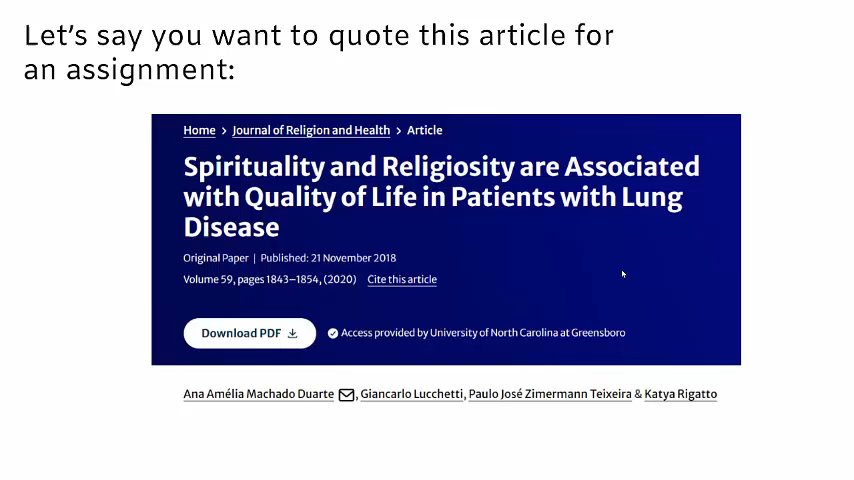 Let's say you want to quote this article for
an assignment:
Home > Journal of Religion and Health > Article
Spirituality and Religiosity are Associated
with Quality of Life in Patients with Lung
Disease
Original Paper | Published: 21 November 2018
Volume 59, pages 1843–1854, (2020) Cite this article
Download PDF Access provided by University of North Carolina at Greensboro
Ana Amélia Machado Duarte, Giancarlo Lucchetti, Paulo José Zimermann Teixeira & Katya Rigatto